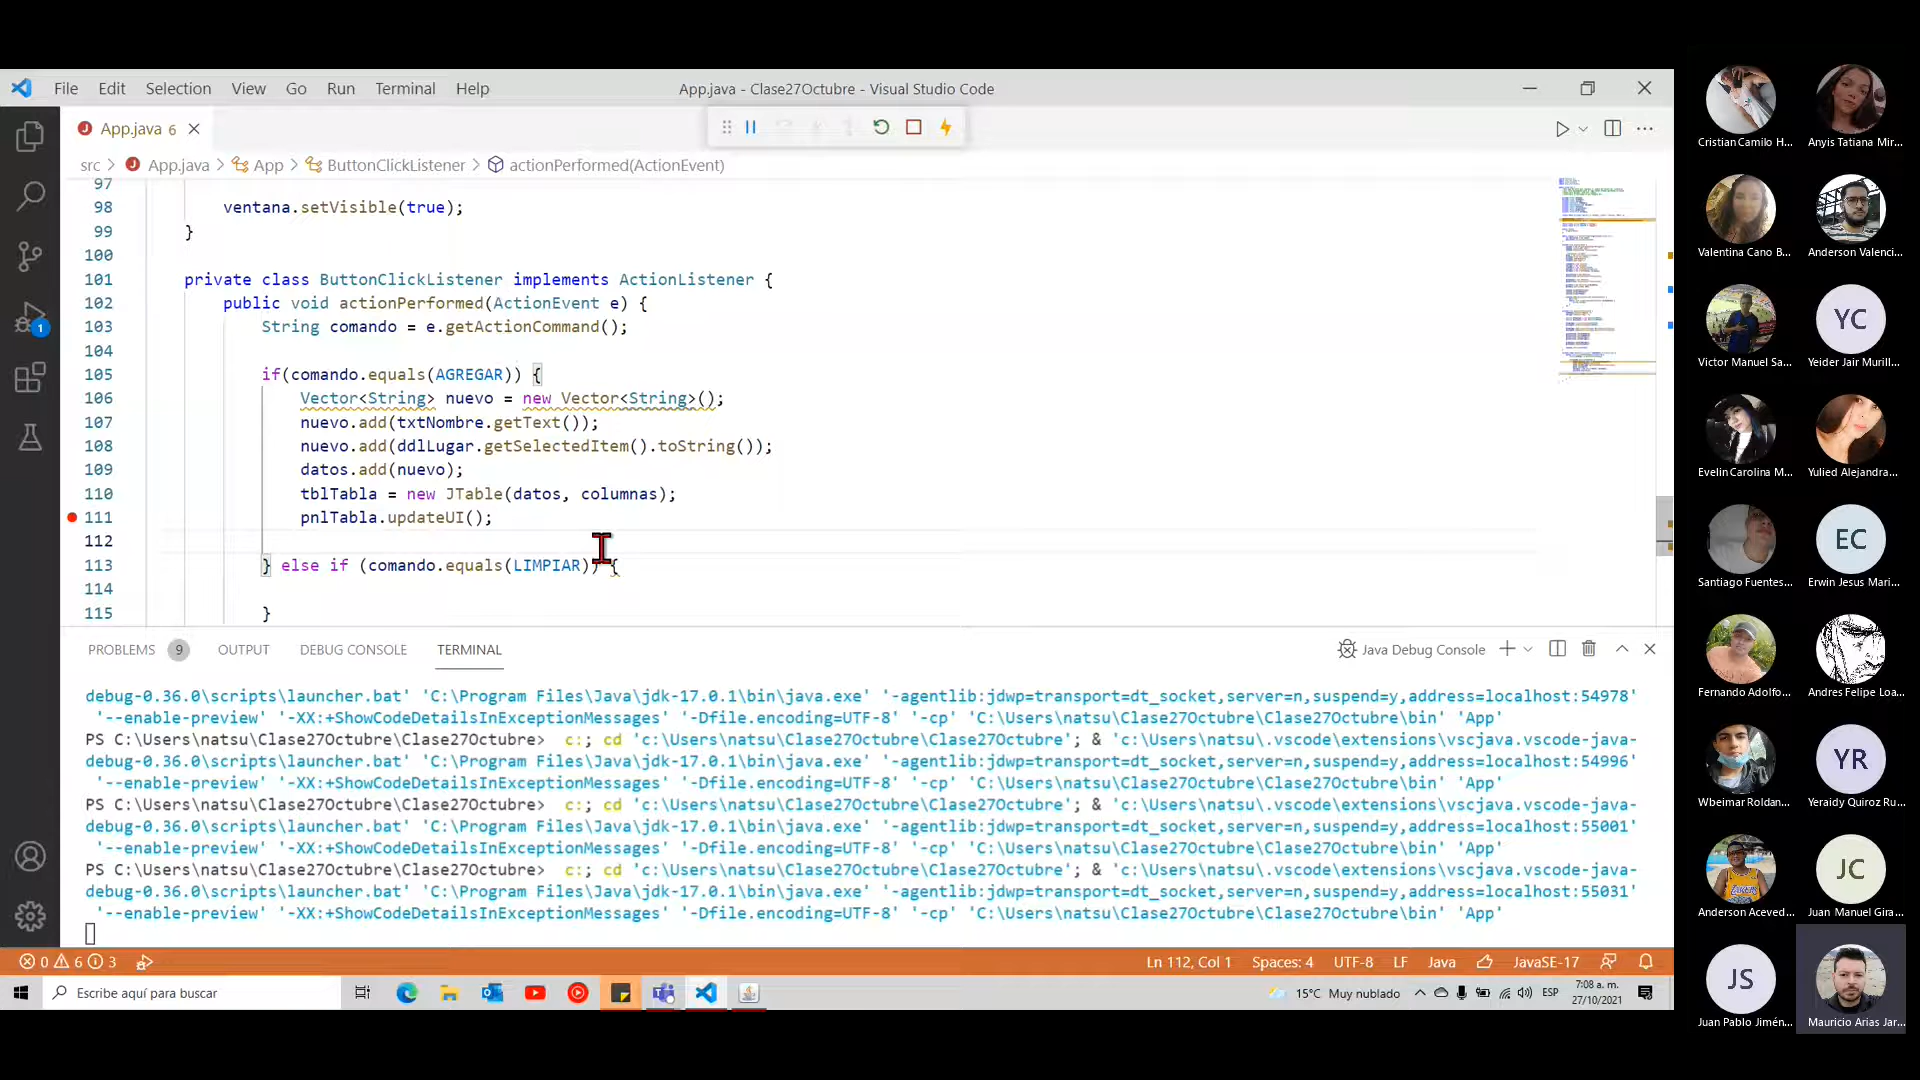 File Edit Selection View Go Run Terminal Help
App.java - Clase27Octubre - Visual Studio Code
App.java 6
src > App.java > App > ButtonClickListener > actionPerformed(ActionEvent)
97
98 ventana.setVisible(true);
99 }
100
101 private class ButtonClickListener implements ActionListener {
102 public void actionPerformed(ActionEvent e) {
103 String comando = e.getActionCommand();
104
105 if(comando.equals(AGREGAR)) {
106 Vector<String> nuevo = new Vector<String>();
107 nuevo.add(txtNombre.getText());
108 nuevo.add(ddlLugar.getSelectedItem().toString());
109 datos.add(nuevo);
110 tblTabla = new JTable(datos, columnas);
111 pnlTabla.updateUI();
112
113 } else if (comando.equals(LIMPIAR)) {
114
115 }
PROBLEMS 9 OUTPUT DEBUG CONSOLE TERMINAL
Java Debug Console
debug-0.36.0\scripts\launcher.bat' 'C:\Program Files\Java\jdk-17.0.1\bin\java.exe' '-agentlib:jdwp=transport=dt_socket,server=n,suspend=y,address=localhost:54978'
'--enable-preview' '-XX:+ShowCodeDetailsInExceptionMessages' '-Dfile.encoding=UTF-8' '-cp' 'C:\Users\natsu\Clase27Octubre\Clase27Octubre\bin' 'App'
PS C:\Users\natsu\Clase27Octubre\Clase27Octubre> c:; cd 'c:\Users\natsu\Clase27Octubre\Clase27Octubre'; & 'c:\Users\natsu\.vscode\extensions\vscjava.vscode-java-
debug-0.36.0\scripts\launcher.bat' 'C:\Program Files\Java\jdk-17.0.1\bin\java.exe' '-agentlib:jdwp=transport=dt_socket,server=n,suspend=y,address=localhost:54996'
'--enable-preview' '-XX:+ShowCodeDetailsInExceptionMessages' '-Dfile.encoding=UTF-8' '-cp' 'C:\Users\natsu\Clase27Octubre\Clase27Octubre\bin' 'App'
PS C:\Users\natsu\Clase27Octubre\Clase27Octubre> c:; cd 'c:\Users\natsu\Clase27Octubre\Clase27Octubre'; & 'c:\Users\natsu\.vscode\extensions\vscjava.vscode-java-
debug-0.36.0\scripts\launcher.bat' 'C:\Program Files\Java\jdk-17.0.1\bin\java.exe' '-agentlib:jdwp=transport=dt_socket,server=n,suspend=y,address=localhost:55001'
'--enable-preview' '-XX:+ShowCodeDetailsInExceptionMessages' '-Dfile.encoding=UTF-8' '-cp' 'C:\Users\natsu\Clase27Octubre\Clase27Octubre\bin' 'App'
PS C:\Users\natsu\Clase27Octubre\Clase27Octubre> c:; cd 'c:\Users\natsu\Clase27Octubre\Clase27Octubre'; & 'c:\Users\natsu\.vscode\extensions\vscjava.vscode-java-
debug-0.36.0\scripts\launcher.bat' 'C:\Program Files\Java\jdk-17.0.1\bin\java.exe' '-agentlib:jdwp=transport=dt_socket,server=n,suspend=y,address=localhost:55031'
'--enable-preview' '-XX:+ShowCodeDetailsInExceptionMessages' '-Dfile.encoding=UTF-8' '-cp' 'C:\Users\natsu\Clase27Octubre\Clase27Octubre\bin' 'App'
1
0 6 3
Ln 112, Col 1 Spaces: 4 UTF-8 LF Java JavaSE-17
Escribe aquí para buscar
15°C Muy nublado
ESP
7:08 a. m.
27/10/2021
Cristian Camilo H... Anyis Tatiana Mir...
Valentina Cano B... Anderson Valenci...
YC
Victor Manuel Sa... Yeider Jair Murill...
Evelin Carolina M... Yulied Alejandra...
EC
Santiago Fuentes... Erwin Jesus Mari...
Fernando Adolfo... Andres Felipe Loa...
YR
Wbeimar Roldan... Yeraidy Quiroz Ru...
JC
Anderson Aceved... Juan Manuel Gira...
JS
Juan Pablo Jimén... Mauricio Arias Jar...